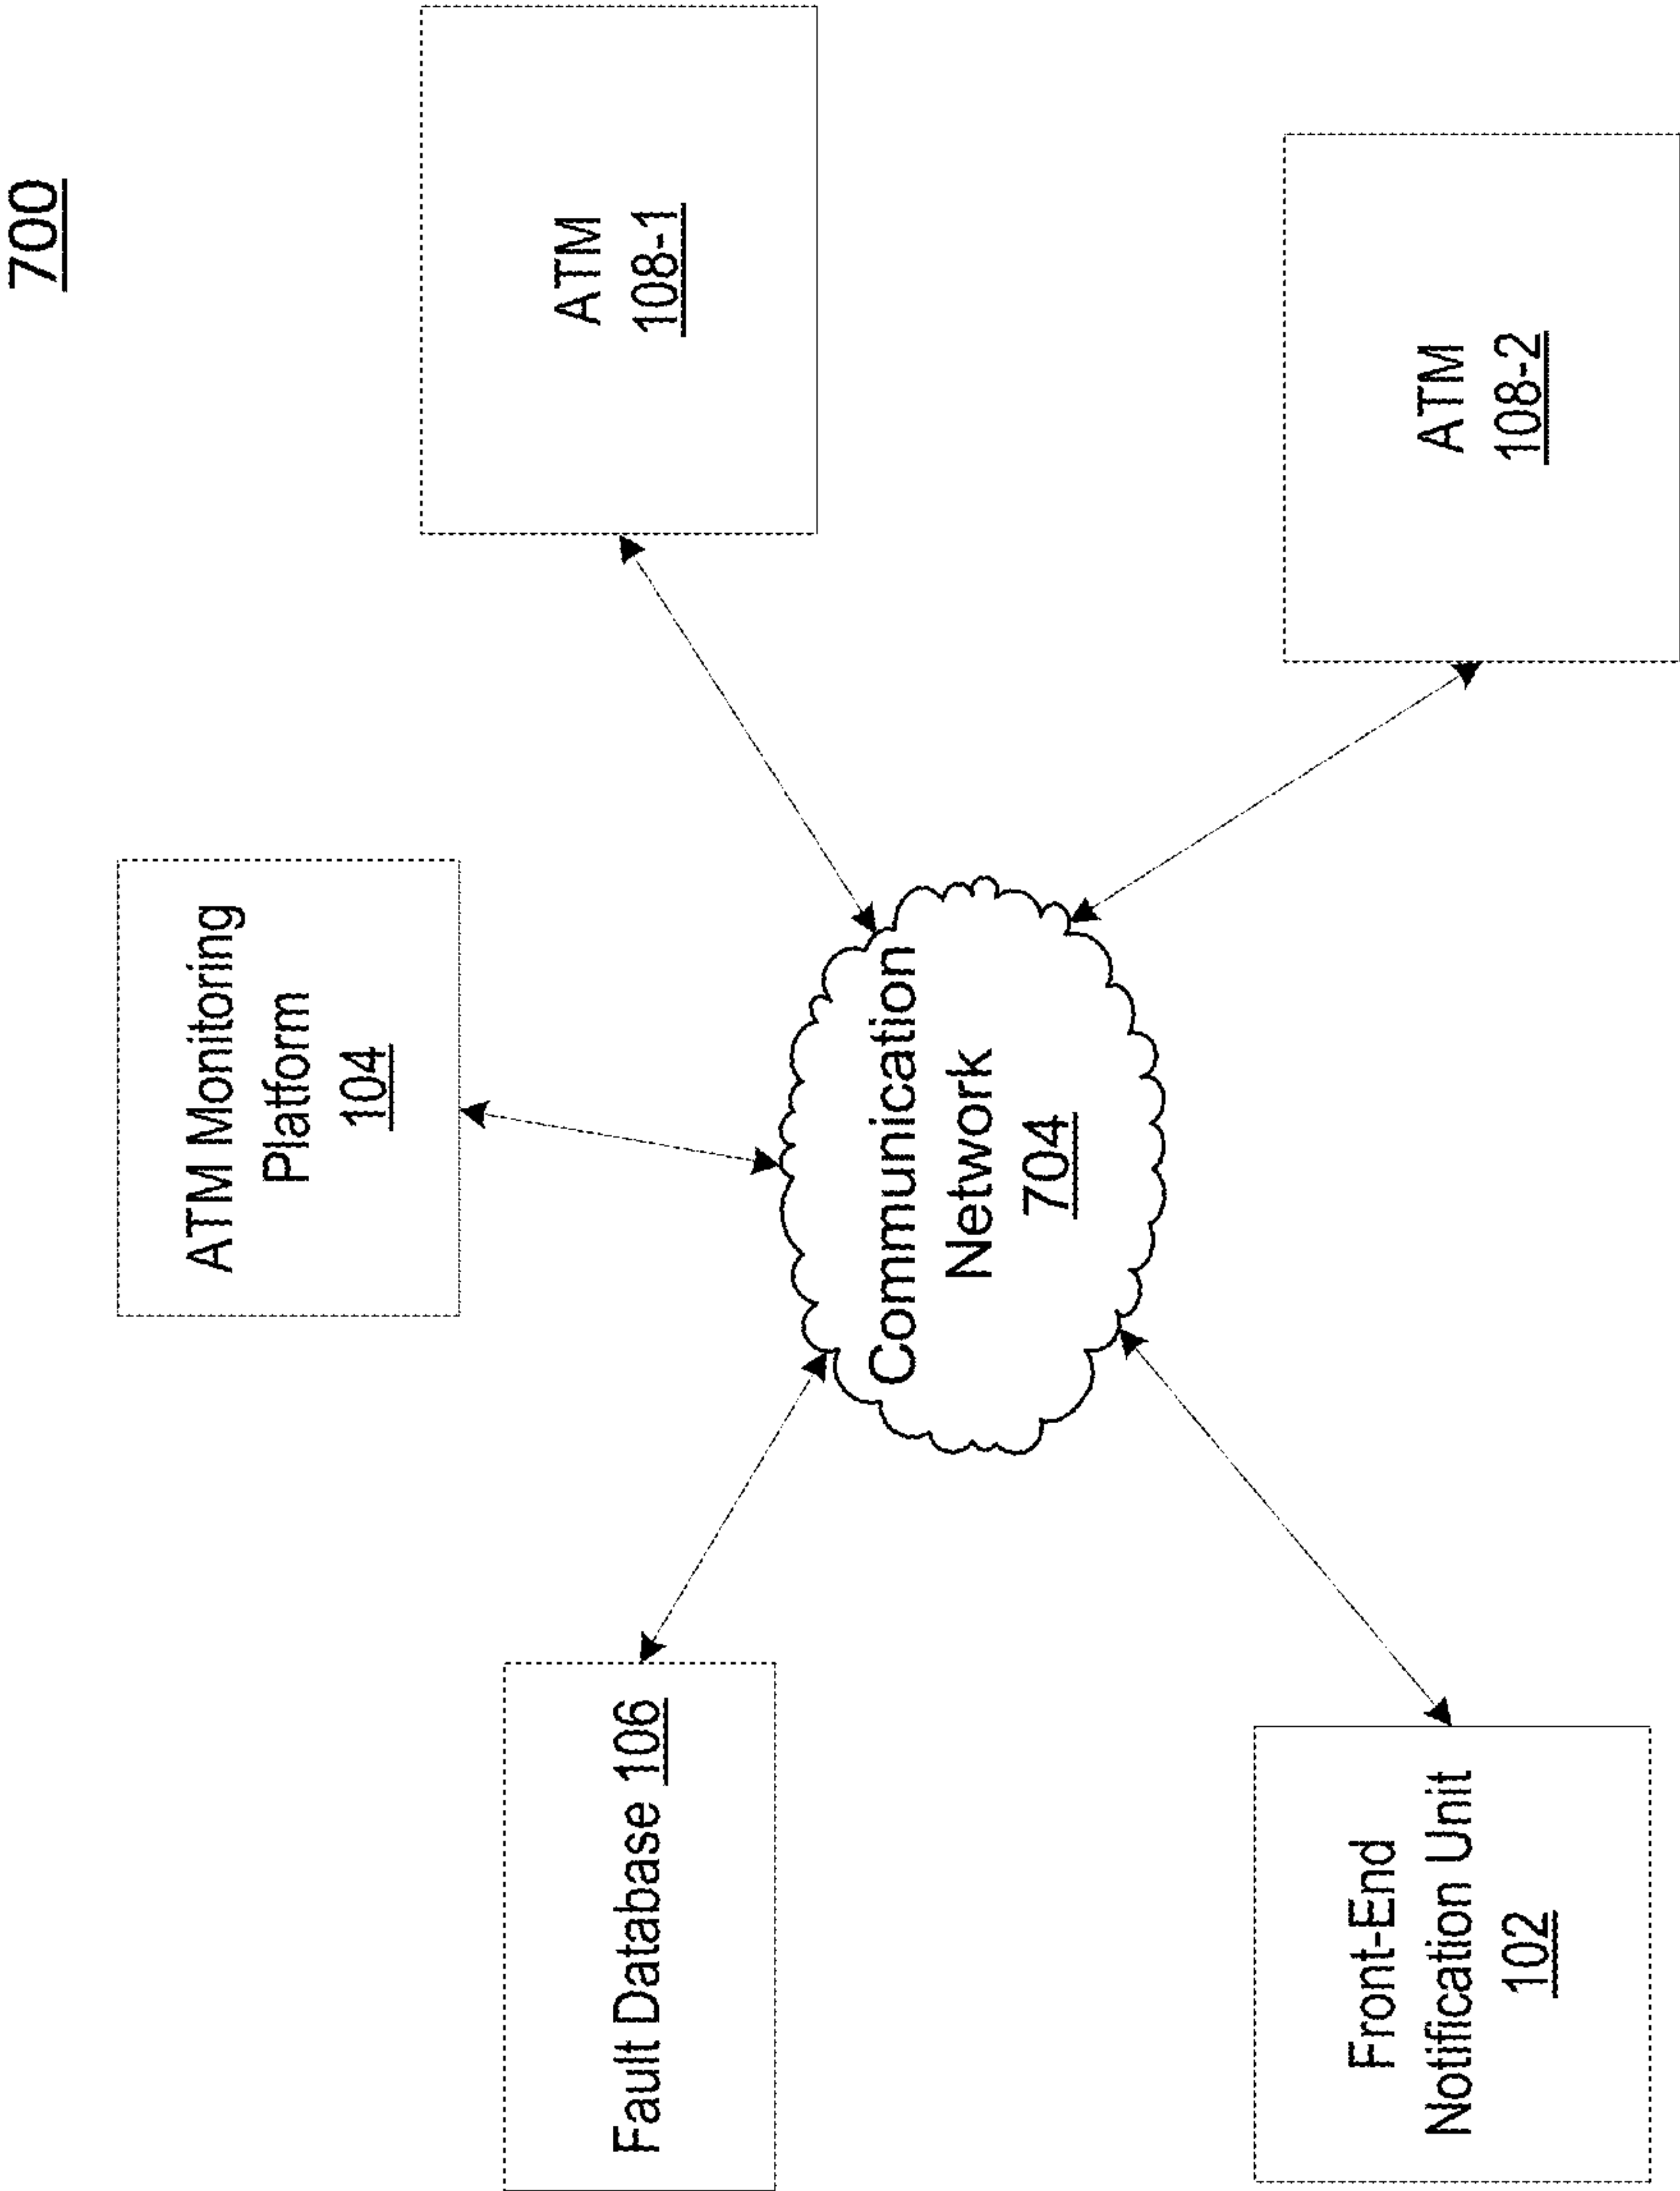 700
ATM Monitoring
Platform
104
Fault Database 106
ATM
108-1
Communication
Network
704
Front-End
Notification Unit
102
ATM
108-2